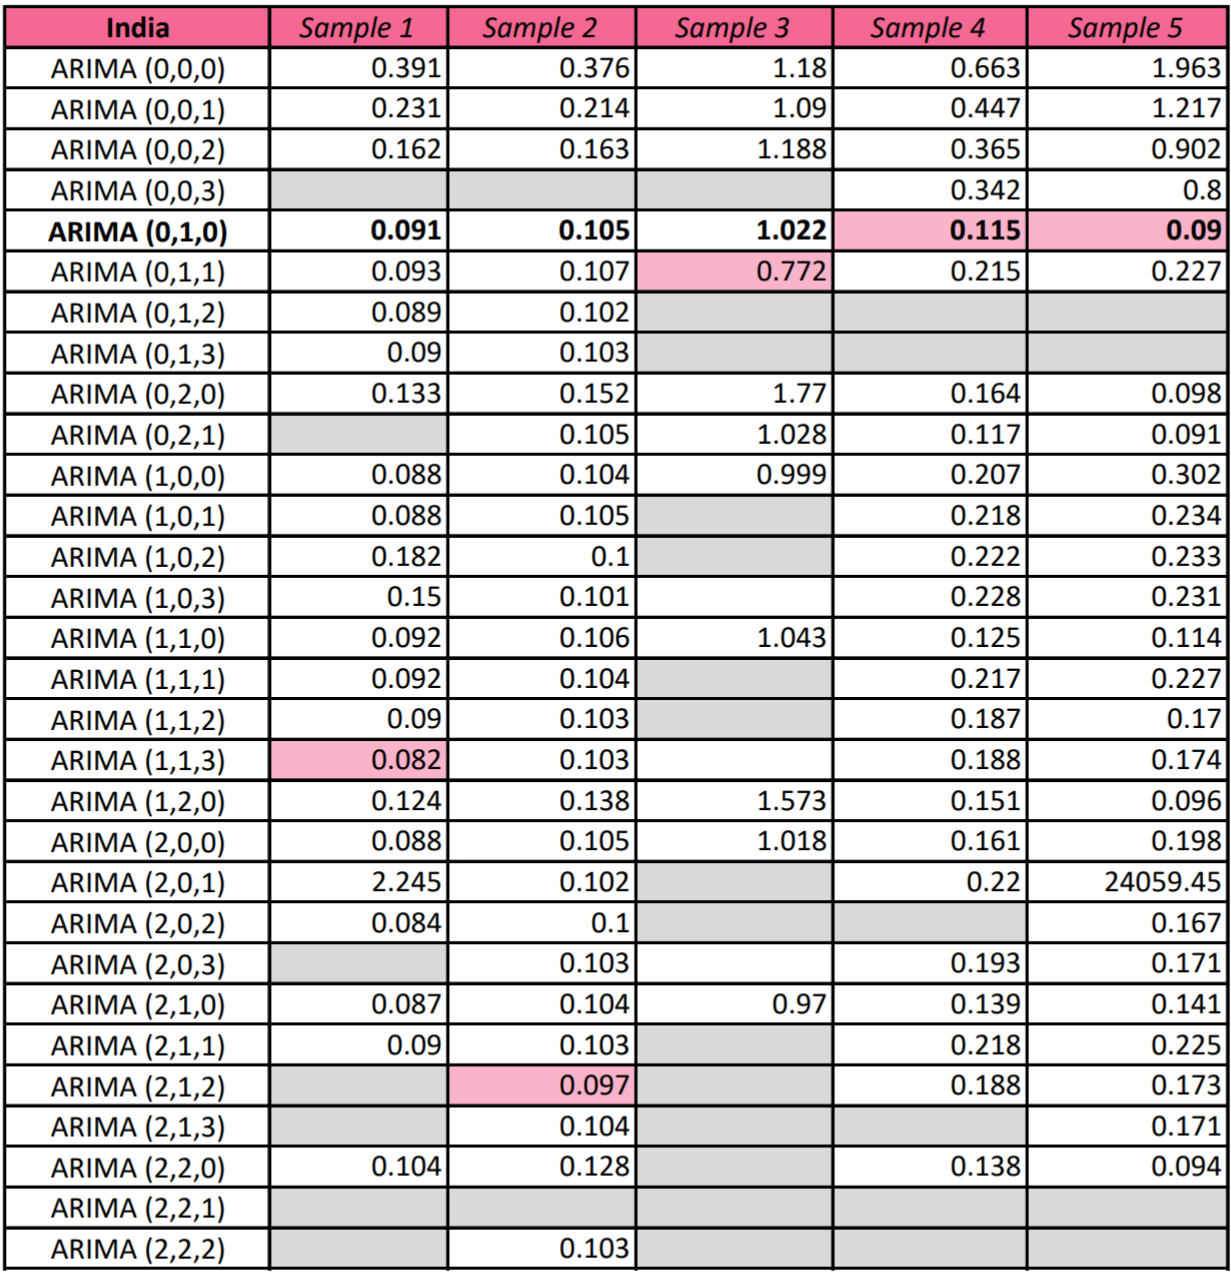 India Sample 1 Sample 2 Sample 3 Sample 4 Sample 5
ARIMA (0,0,0) 0.391 0.376 1.18 0.663 1.963
ARIMA (0,0,1) 0.231 0.214 1.09 0.447 1.217
ARIMA (0,0,2) 0.162 0.163 1.188 0.365 0.902
ARIMA (0,0,3) 0.342 0.8
ARIMA (0,1,0) 0.091 0.105 1.022 0.115 0.09
ARIMA (0,1,1) 0.093 0.107 0.772 0.215 0.227
ARIMA (0,1,2) 0.089 0.102
ARIMA (0,1,3) 0.09 0.103
ARIMA (0,2,0) 0.133 0.152 1.77 0.164 0.098
ARIMA (0,2,1) 0.105 1.028 0.117 0.091
ARIMA (1,0,0) 0.088 0.104 0.999 0.207 0.302
ARIMA (1,0,1) 0.088 0.105 0.218 0.234
ARIMA (1,0,2) 0.182 0.1 0.222 0.233
ARIMA (1,0,3) 0.15 0.101 0.228 0.231
ARIMA (1,1,0) 0.092 0.106 1.043 0.125 0.114
ARIMA (1,1,1) 0.092 0.104 0.217 0.227
ARIMA (1,1,2) 0.09 0.103 0.187 0.17
ARIMA (1,1,3) 0.082 0.103 0.188 0.174
ARIMA (1,2,0) 0.124 0.138 1.573 0.151 0.096
ARIMA (2,0,0) 0.088 0.105 1.018 0.161 0.198
ARIMA (2,0,1) 2.245 0.102 0.22 24059.45
ARIMA (2,0,2) 0.084 0.1 0.167
ARIMA (2,0,3) 0.103 0.193 0.171
ARIMA (2,1,0) 0.087 0.104 0.97 0.139 0.141
ARIMA (2,1,1) 0.09 0.103 0.218 0.225
ARIMA (2,1,2) 0.097 0.188 0.173
ARIMA (2,1,3) 0.104 0.171
ARIMA (2,2,0) 0.104 0.128 0.138 0.094
ARIMA (2,2,1)
ARIMA (2,2,2) 0.103